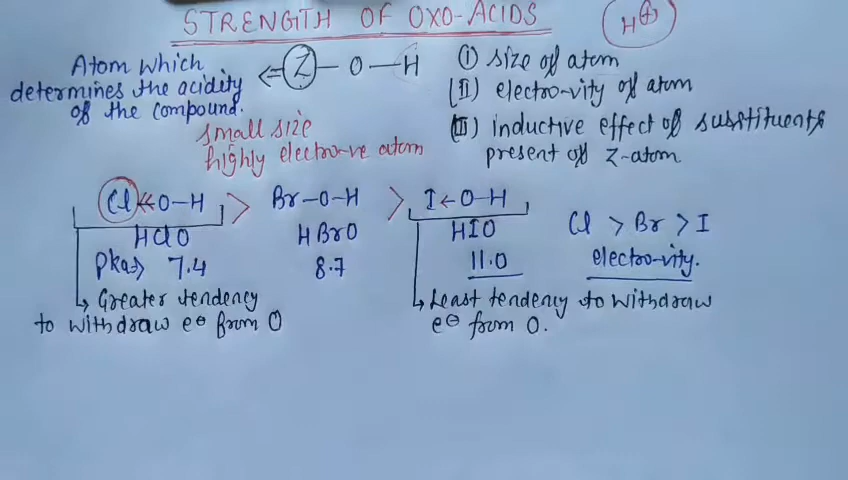 STRENGTH OF OXO-ACIDS
H⊕
Atom which
determines the acidity
of the compound.
⇐ Z — O — H
(I) size of atom
(II) electro-vity of atom
(III) inductive effect of substituents
present of Z-atom
small size
highly electro-ve atom
Cl ↞ O-H > Br-O-H > I ← O-H
HClO HBrO HIO
Cl > Br > I
electro-vity.
Pka⇒ 7.4 8.7 11.0
↳ Greater tendency
to withdraw e⊖ from O
↳ Least tendency to withdraw
e⊖ from O.